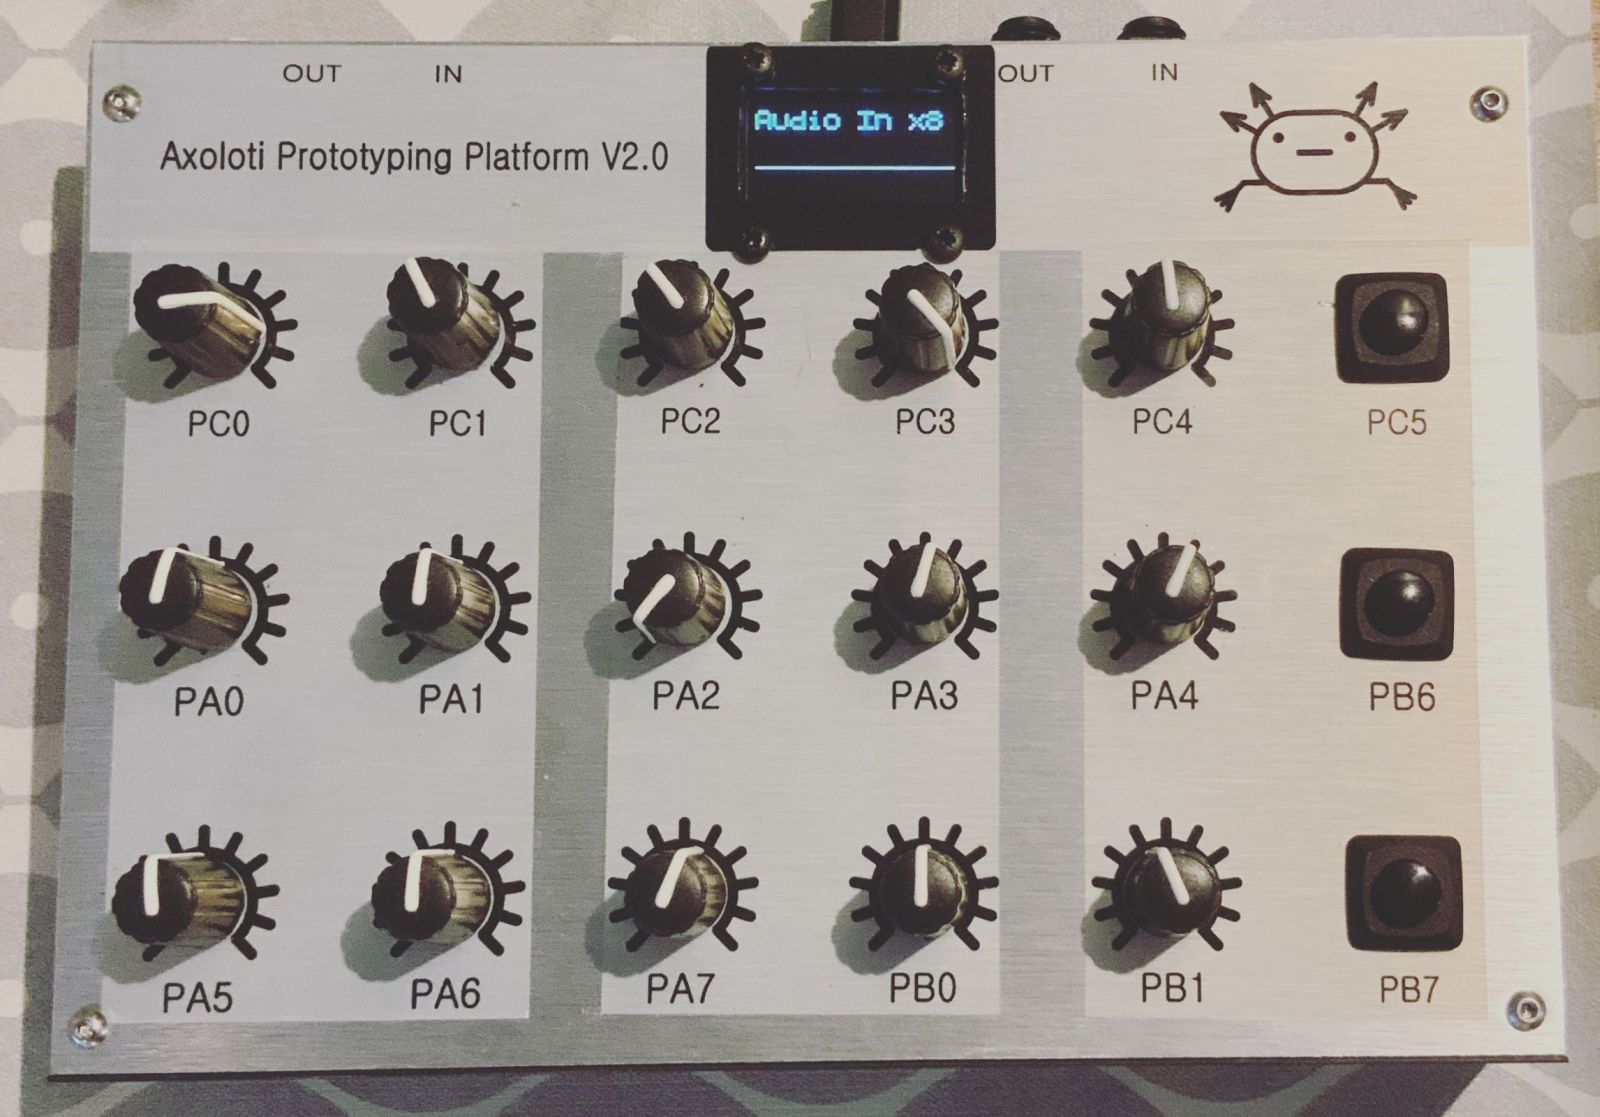 OUT IN OUT IN
Audio In x8
Axoloti Prototyping Platform V2.0
PC0 PC1 PC2 PC3 PC4 PC5
PA0 PA1 PA2 PA3 PA4 PB6
PA5 PA6 PA7 PB0 PB1 PB7